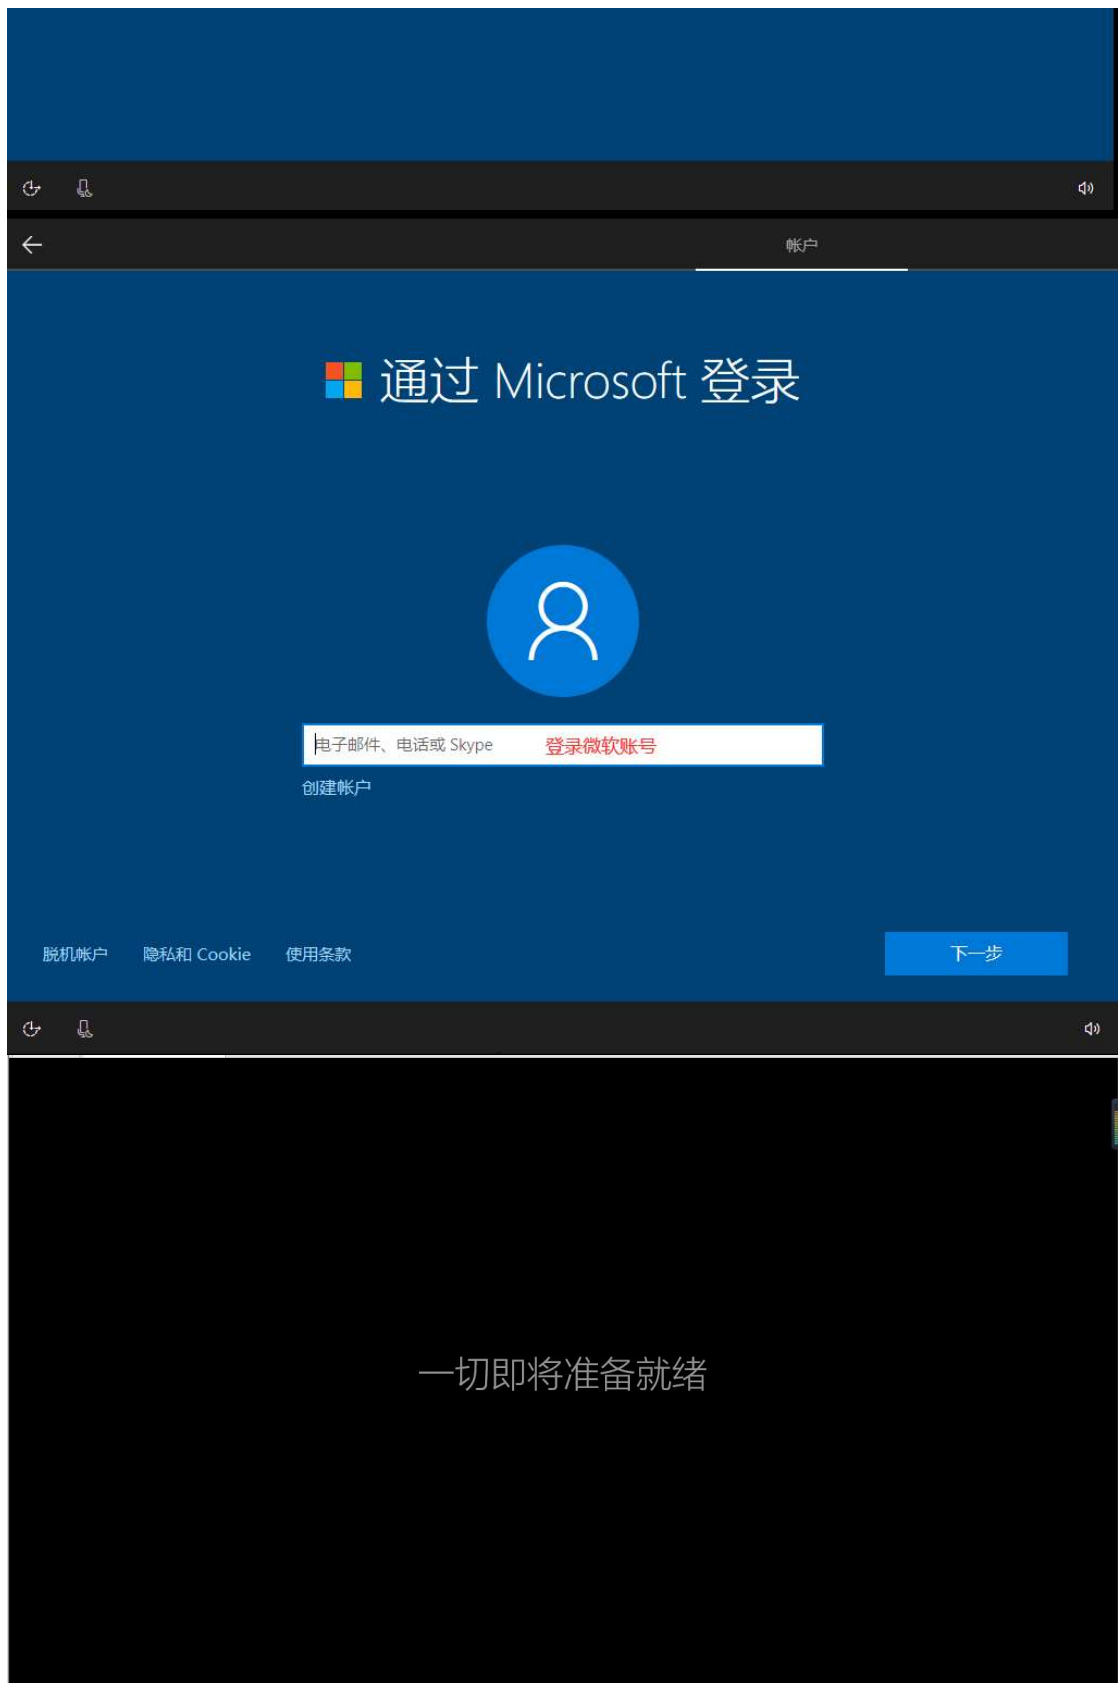 帐户
通过 Microsoft 登录
电子邮件、电话或 Skype 登录微软账号
创建帐户
脱机帐户 隐私和 Cookie 使用条款 下一步
一切即将准备就绪